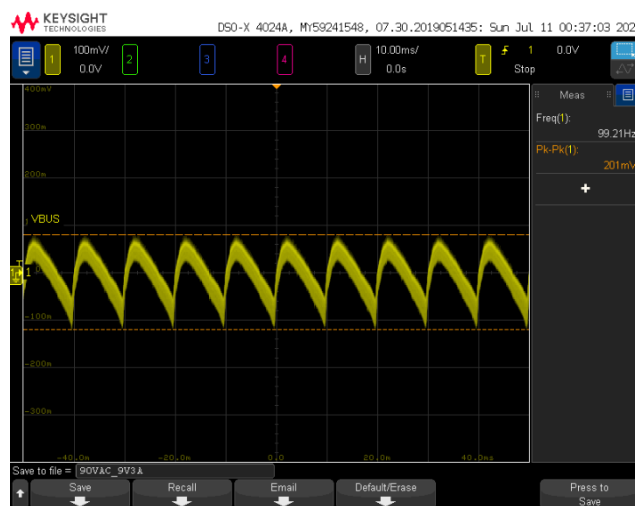 KEYSIGHT
TECHNOLOGIES
DSO-X 4024A, MY59241548, 07.30.2019051435: Sun Jul 11 00:37:03 202
1 100mV/ 0.0V 2 3 4 H 10.00ms/ 0.0s T 1 0.0V Stop
400mV
Meas
Freq(1):
300m
99.21Hz
Pk-Pk(1):
201mV
200m
VBUS
1
-100m
-200m
-300m
-40.0m -20.0m 0.0 20.0m 40.0ms
Save to file = 90VAC_9V3A
Save Recall Email Default/Erase Press to Save